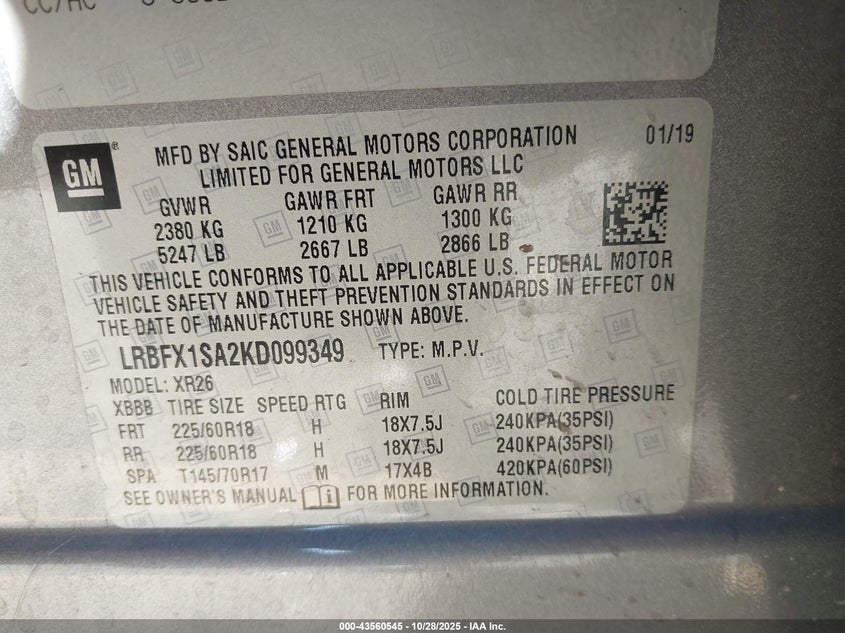 GM
MFD BY SAIC GENERAL MOTORS CORPORATION 01/19
LIMITED FOR GENERAL MOTORS LLC
GVWR GAWR FRT GAWR RR
2380 KG 1210 KG 1300 KG
5247 LB 2667 LB 2866 LB
THIS VEHICLE CONFORMS TO ALL APPLICABLE U.S. FEDERAL MOTOR
VEHICLE SAFETY AND THEFT PREVENTION STANDARDS IN EFFECT ON
THE DATE OF MANUFACTURE SHOWN ABOVE.
LRBFX1SA2KD099349 TYPE: M.P.V.
MODEL: XR26
XBBB TIRE SIZE SPEED RTG RIM COLD TIRE PRESSURE
FRT 225/60R18 H 18X7.5J 240KPA(35PSI)
RR 225/60R18 H 18X7.5J 240KPA(35PSI)
SPA T145/70R17 M 17X4B 420KPA(60PSI)
SEE OWNER'S MANUAL FOR MORE INFORMATION.
000-43560545 - 10/28/2025 - IAA Inc.